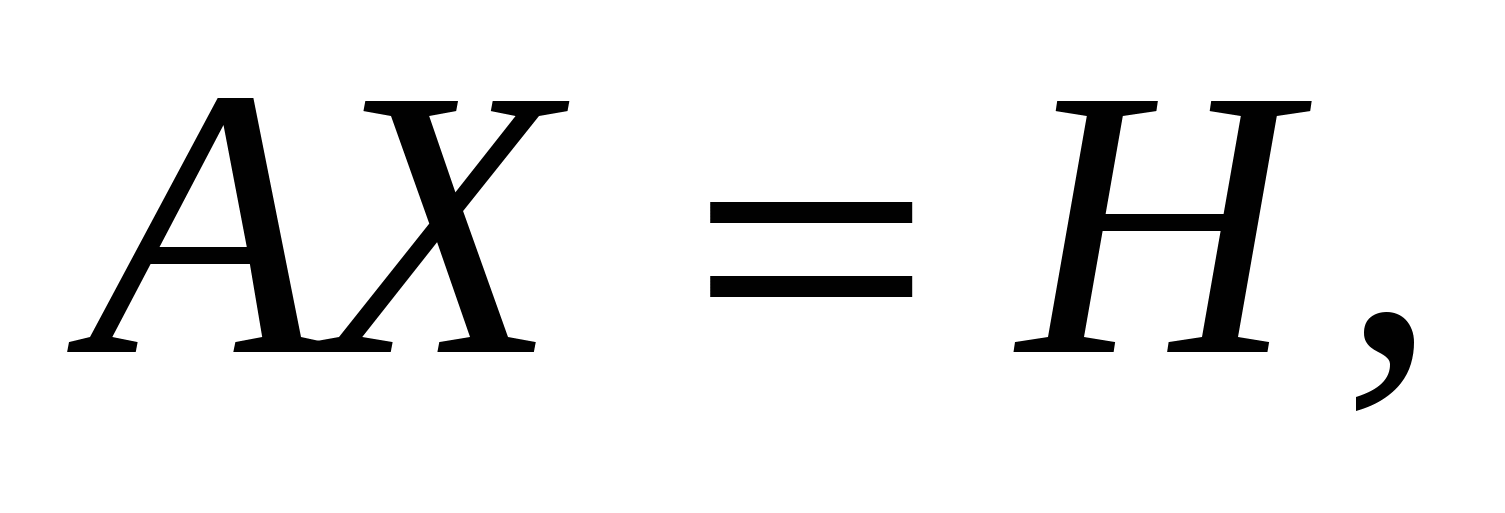 AX = H,